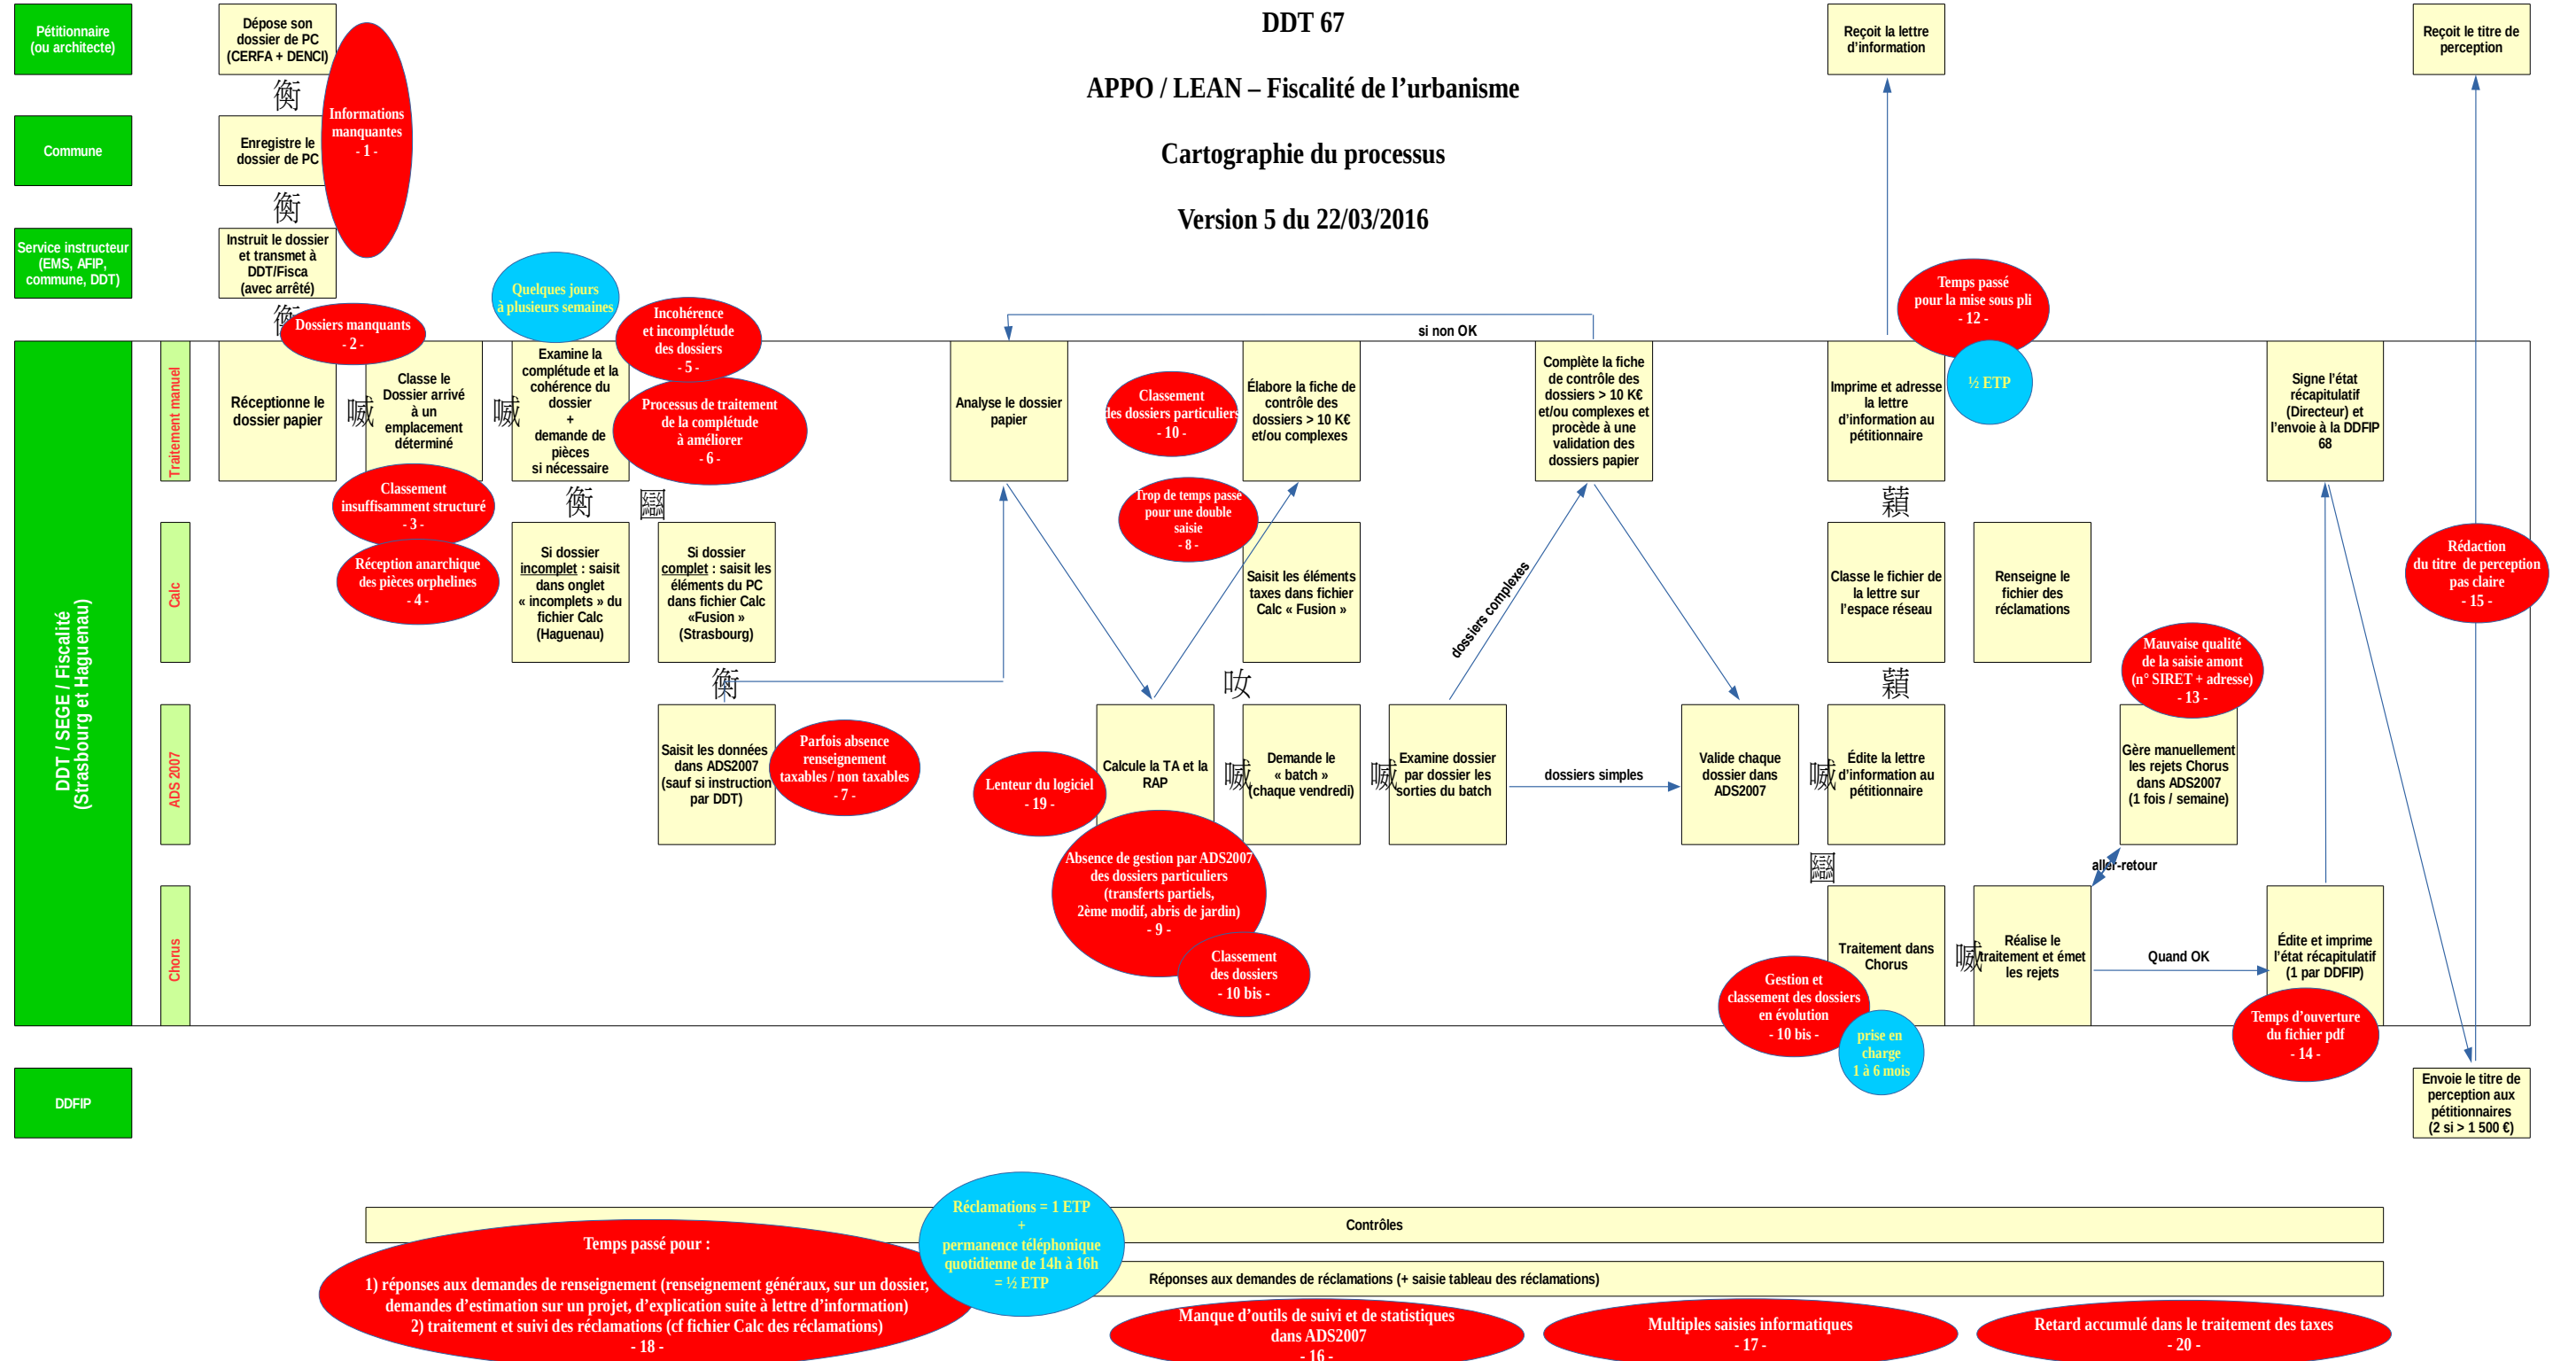 DDT 67
APPO / LEAN – Fiscalité de l’urbanisme
Cartographie du processus
Version 5 du 22/03/2016
Pétitionnaire
(ou architecte)
Dépose son
dossier de PC
(CERFA + DENCI)
Reçoit la lettre
d’information
Reçoit le titre de
perception
衡
Informations
manquantes
- 1 -
Commune
Enregistre le
dossier de PC
衡
Service instructeur
(EMS, AFIP,
commune, DDT)
Instruit le dossier
et transmet à
DDT/Fisca
(avec arrêté)
衡
Dossiers manquants
- 2 -
Quelques jours
à plusieurs semaines
Incohérence
et incomplétude
des dossiers
- 5 -
si non OK
Temps passé
pour la mise sous pli
- 12 -
½ ETP
DDT / SEGE / Fiscalité
(Strasbourg et Haguenau)
Traitement manuel
Réceptionne le
dossier papier
喊
Classe le
Dossier arrivé
à un
emplacement
déterminé
喊
Examine la
complétude et la
cohérence du
dossier
+
demande de
pièces
si nécessaire
Processus de traitement
de la complétude
à améliorer
- 6 -
Analyse le dossier
papier
Classement
des dossiers particuliers
- 10 -
Élabore la fiche de
contrôle des
dossiers > 10 K€
et/ou complexes
Complète la fiche
de contrôle des
dossiers > 10 K€
et/ou complexes et
procède à une
validation des
dossiers papier
Imprime et adresse
la lettre
d’information au
pétitionnaire
Signe l’état
récapitulatif
(Directeur) et
l’envoie à la DDFIP
68
Classement
insuffisamment structuré
- 3 -
Réception anarchique
des pièces orphelines
- 4 -
衡
Trop de temps passé
pour une double
saisie
- 8 -
Calc
Si dossier
incomplet : saisit
dans onglet
« incomplets » du
fichier Calc
(Haguenau)
Si dossier
complet : saisit les
éléments du PC
dans fichier Calc
«Fusion »
(Strasbourg)
Saisit les éléments
taxes dans fichier
Calc « Fusion »
dossiers complexes
Classe le fichier de
la lettre sur
l’espace réseau
Renseigne le
fichier des
réclamations
Rédaction
du titre de perception
pas claire
- 15 -
Mauvaise qualité
de la saisie amont
(n° SIRET + adresse)
- 13 -
衡
ADS 2007
Saisit les données
dans ADS2007
(sauf si instruction
par DDT)
Parfois absence
renseignement
taxables / non taxables
- 7 -
Lenteur du logiciel
- 19 -
Calcule la TA et la
RAP
喊
Demande le
« batch »
(chaque vendredi)
喊
Examine dossier
par dossier les
sorties du batch
dossiers simples
Valide chaque
dossier dans
ADS2007
喊
Édite la lettre
d’information au
pétitionnaire
Gère manuellement
les rejets Chorus
dans ADS2007
(1 fois / semaine)
aller-retour
Absence de gestion par ADS2007
des dossiers particuliers
(transferts partiels,
2ème modif, abris de jardin)
- 9 -
Classement
des dossiers
- 10 bis -
Chorus
Traitement dans
Chorus
喊
Réalise le
traitement et émet
les rejets
Quand OK
Édite et imprime
l’état récapitulatif
(1 par DDFIP)
Gestion et
classement des dossiers
en évolution
- 10 bis -
prise en
charge
1 à 6 mois
Temps d’ouverture
du fichier pdf
- 14 -
DDFIP
Envoie le titre de
perception aux
pétitionnaires
(2 si > 1 500 €)
Contrôles
Réclamations = 1 ETP
+
permanence téléphonique
quotidienne de 14h à 16h
= ½ ETP
Réponses aux demandes de réclamations (+ saisie tableau des réclamations)
Temps passé pour :
1) réponses aux demandes de renseignement (renseignement généraux, sur un dossier,
demandes d’estimation sur un projet, d’explication suite à lettre d’information)
2) traitement et suivi des réclamations (cf fichier Calc des réclamations)
- 18 -
Manque d’outils de suivi et de statistiques
dans ADS2007
- 16 -
Multiples saisies informatiques
- 17 -
Retard accumulé dans le traitement des taxes
- 20 -